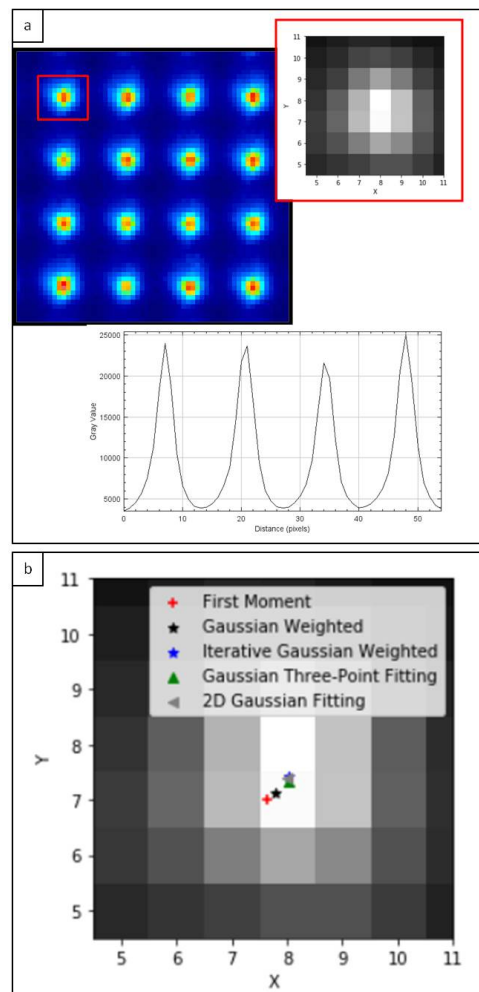 a
11
10
9
8
7
6
5
Y
5 6 7 8 9 10 11
X
25000
20000
15000
10000
5000
Gray Value
0 10 20 30 40 50
Distance (pixels)
b
11
10
9
8
7
6
5
Y
First Moment
Gaussian Weighted
Iterative Gaussian Weighted
Gaussian Three-Point Fitting
2D Gaussian Fitting
5 6 7 8 9 10 11
X